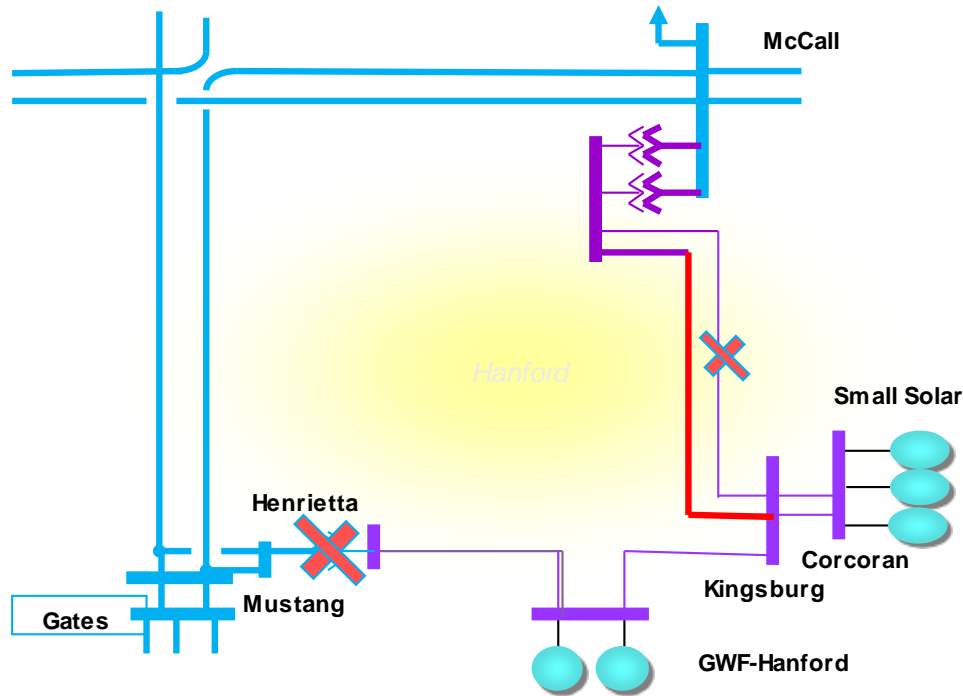 McCall
Hanford
Small Solar
Henrietta
Corcoran
Kingsburg
Mustang
Gates
GWF-Hanford